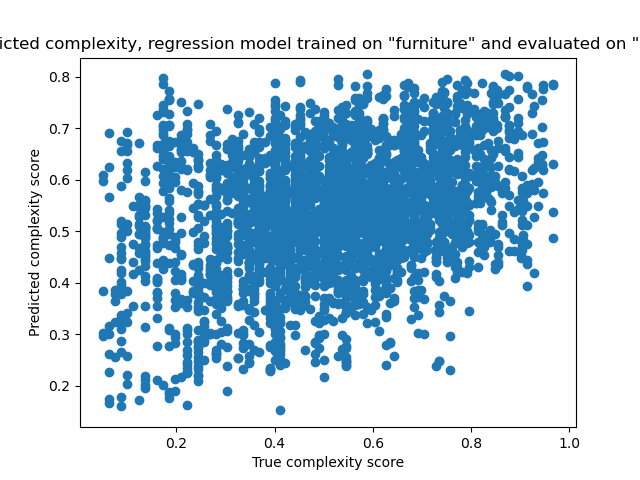 icted complexity, regression model trained on "furniture" and evaluated on "
0.8
0.7
0.6
0.5
0.4
0.3
0.2
Predicted complexity score
0.2 0.4 0.6 0.8 1.0
True complexity score